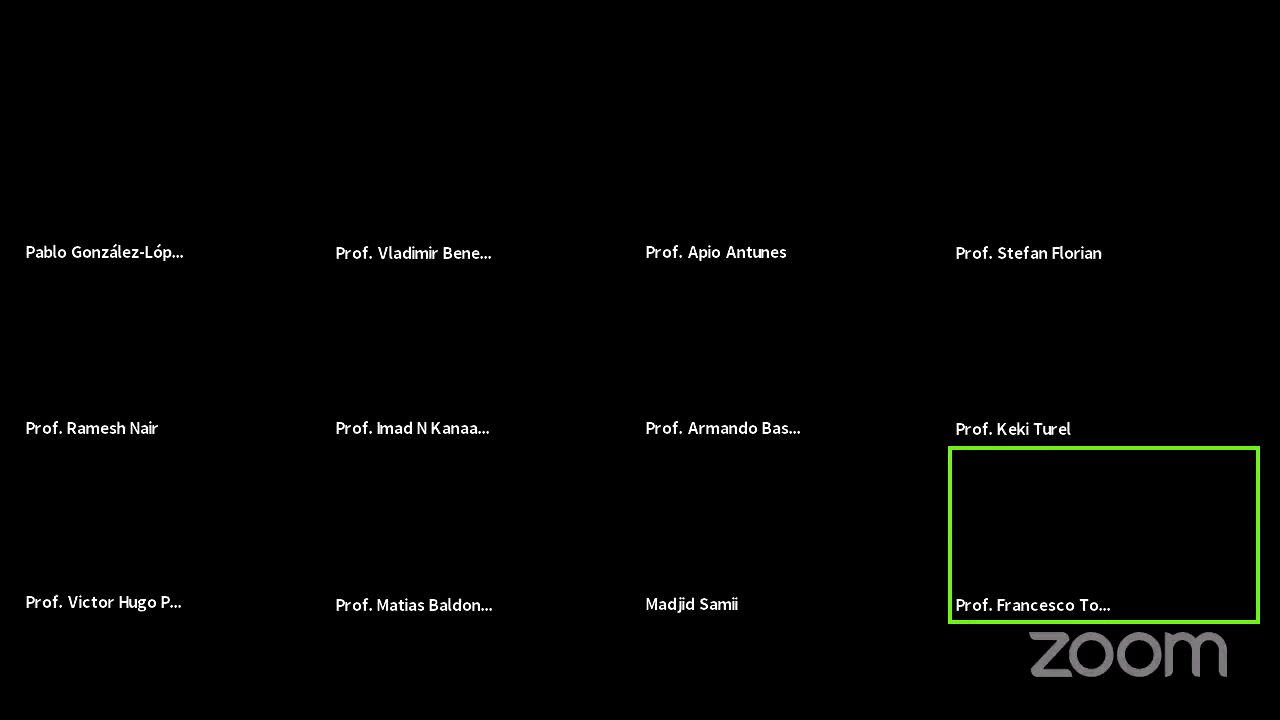 Pablo González-Lóp...
Prof. Vladimir Bene...
Prof. Apio Antunes
Prof. Stefan Florian
Prof. Ramesh Nair
Prof. Imad N Kanaa...
Prof. Armando Bas...
Prof. Keki Turel
Prof. Victor Hugo P...
Prof. Matias Baldon...
Madjid Samii
Prof. Francesco To...
zoom